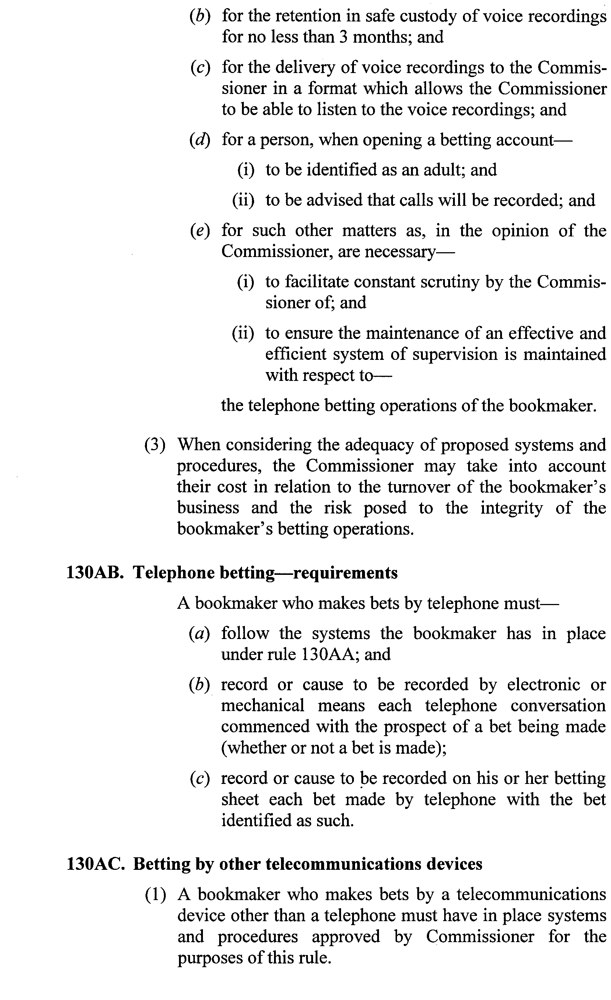 (b) for the retention in safe custody of voice recordings
for no less than 3 months; and
(c) for the delivery of voice recordings to the Commis-
sioner in a format which allows the Commissioner
to be able to listen to the voice recordings; and
(d) for a person, when opening a betting account—
(i) to be identified as an adult; and
(ii) to be advised that calls will be recorded; and
(e) for such other matters as, in the opinion of the
Commissioner, are necessary—
(i) to facilitate constant scrutiny by the Commis-
sioner of; and
(ii) to ensure the maintenance of an effective and
efficient system of supervision is maintained
with respect to—
the telephone betting operations of the bookmaker.
(3) When considering the adequacy of proposed systems and
procedures, the Commissioner may take into account
their cost in relation to the turnover of the bookmaker's
business and the risk posed to the integrity of the
bookmaker's betting operations.
130AB. Telephone betting—requirements
A bookmaker who makes bets by telephone must—
(a) follow the systems the bookmaker has in place
under rule 130AA; and
(b) record or cause to be recorded by electronic or
mechanical means each telephone conversation
commenced with the prospect of a bet being made
(whether or not a bet is made);
(c) record or cause to be recorded on his or her betting
sheet each bet made by telephone with the bet
identified as such.
130AC. Betting by other telecommunications devices
(1) A bookmaker who makes bets by a telecommunications
device other than a telephone must have in place systems
and procedures approved by Commissioner for the
purposes of this rule.